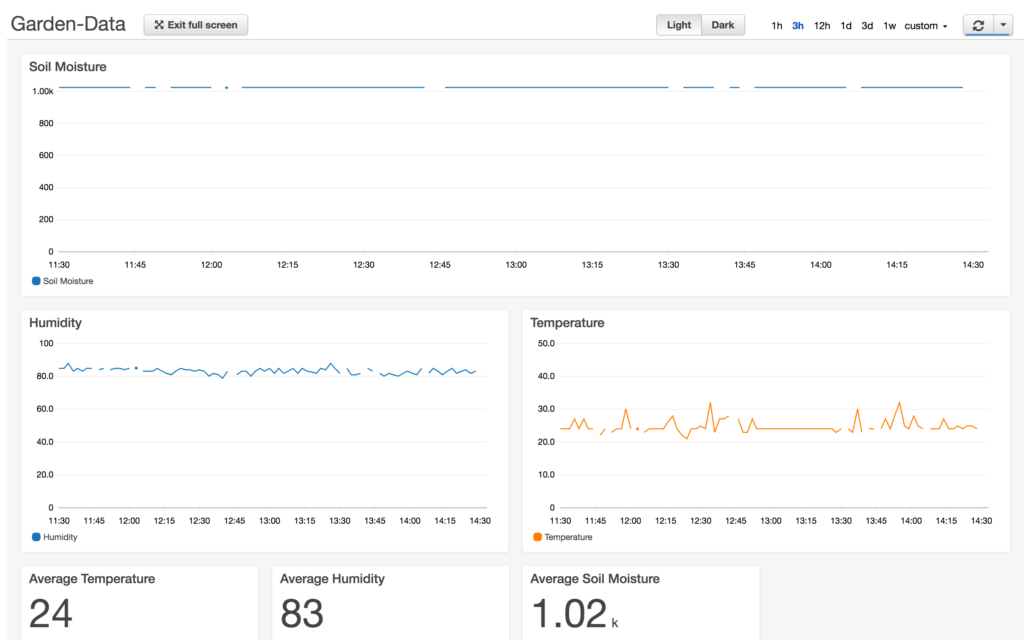 Garden-Data Exit full screen Light Dark 1h 3h 12h 1d 3d 1w custom
Soil Moisture
1.00k
800
600
400
200
0
11:30 11:45 12:00 12:15 12:30 12:45 13:00 13:15 13:30 13:45 14:00 14:15 14:30
Soil Moisture
Humidity
100
80.0
60.0
40.0
20.0
0
11:30 11:45 12:00 12:15 12:30 12:45 13:00 13:15 13:30 13:45 14:00 14:15 14:30
Humidity
Temperature
50.0
40.0
30.0
20.0
10.0
0
11:30 11:45 12:00 12:15 12:30 12:45 13:00 13:15 13:30 13:45 14:00 14:15 14:30
Temperature
Average Temperature
24
Average Humidity
83
Average Soil Moisture
1.02 k